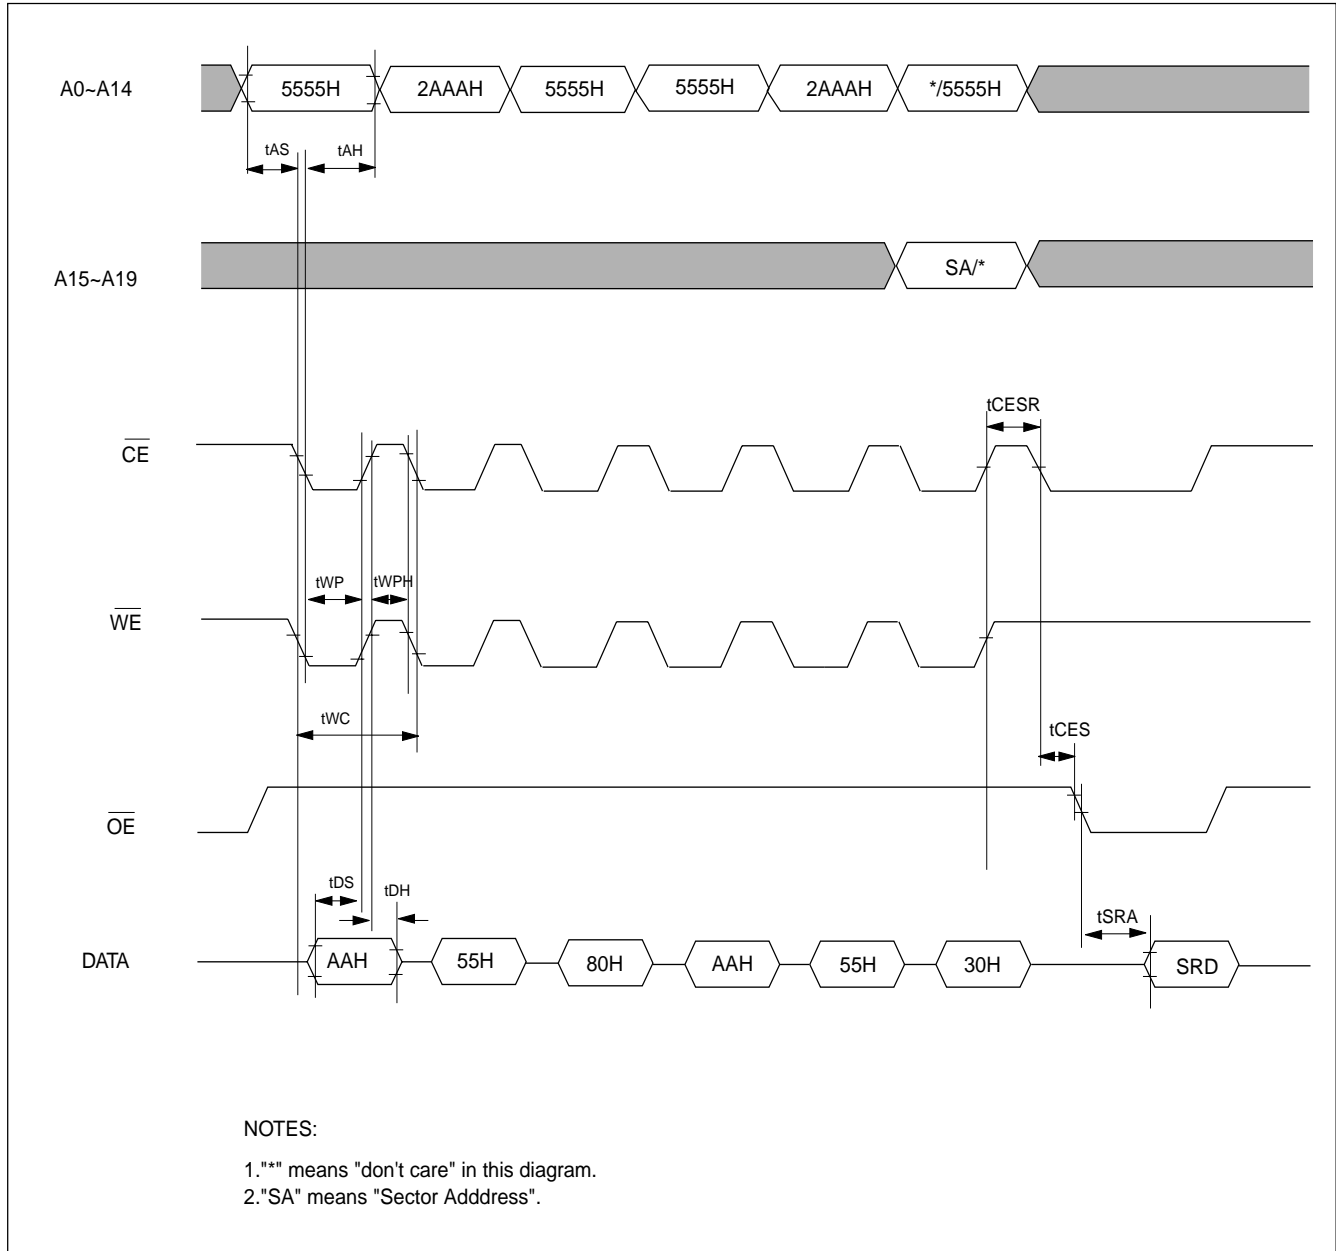 A0~A14 5555H 2AAAH 5555H 5555H 2AAAH */5555H
tAS tAH
A15~A19 SA/*
tCESR
CE
tWP tWPH
WE
tWC
tCES
OE
tDS tDH
tSRA
DATA AAH 55H 80H AAH 55H 30H SRD
NOTES:
1."*" means "don't care" in this diagram.
2."SA" means "Sector Adddress".